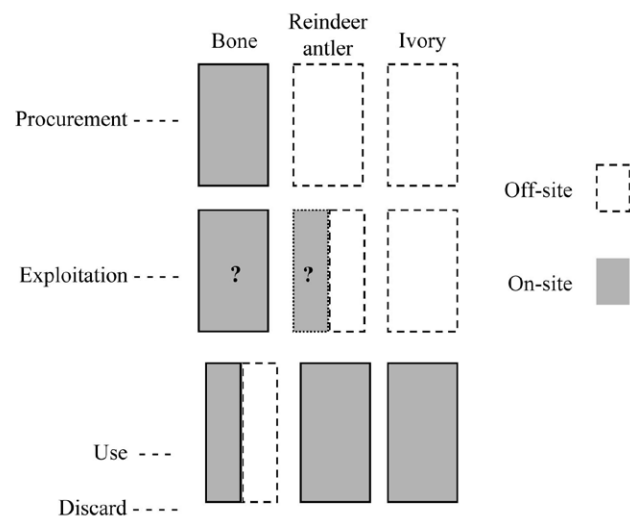 Bone
Reindeer
antler
Ivory
Procurement - - - -
Off-site
Exploitation - - - -
?
?
On-site
Use - - -
Discard - - - -